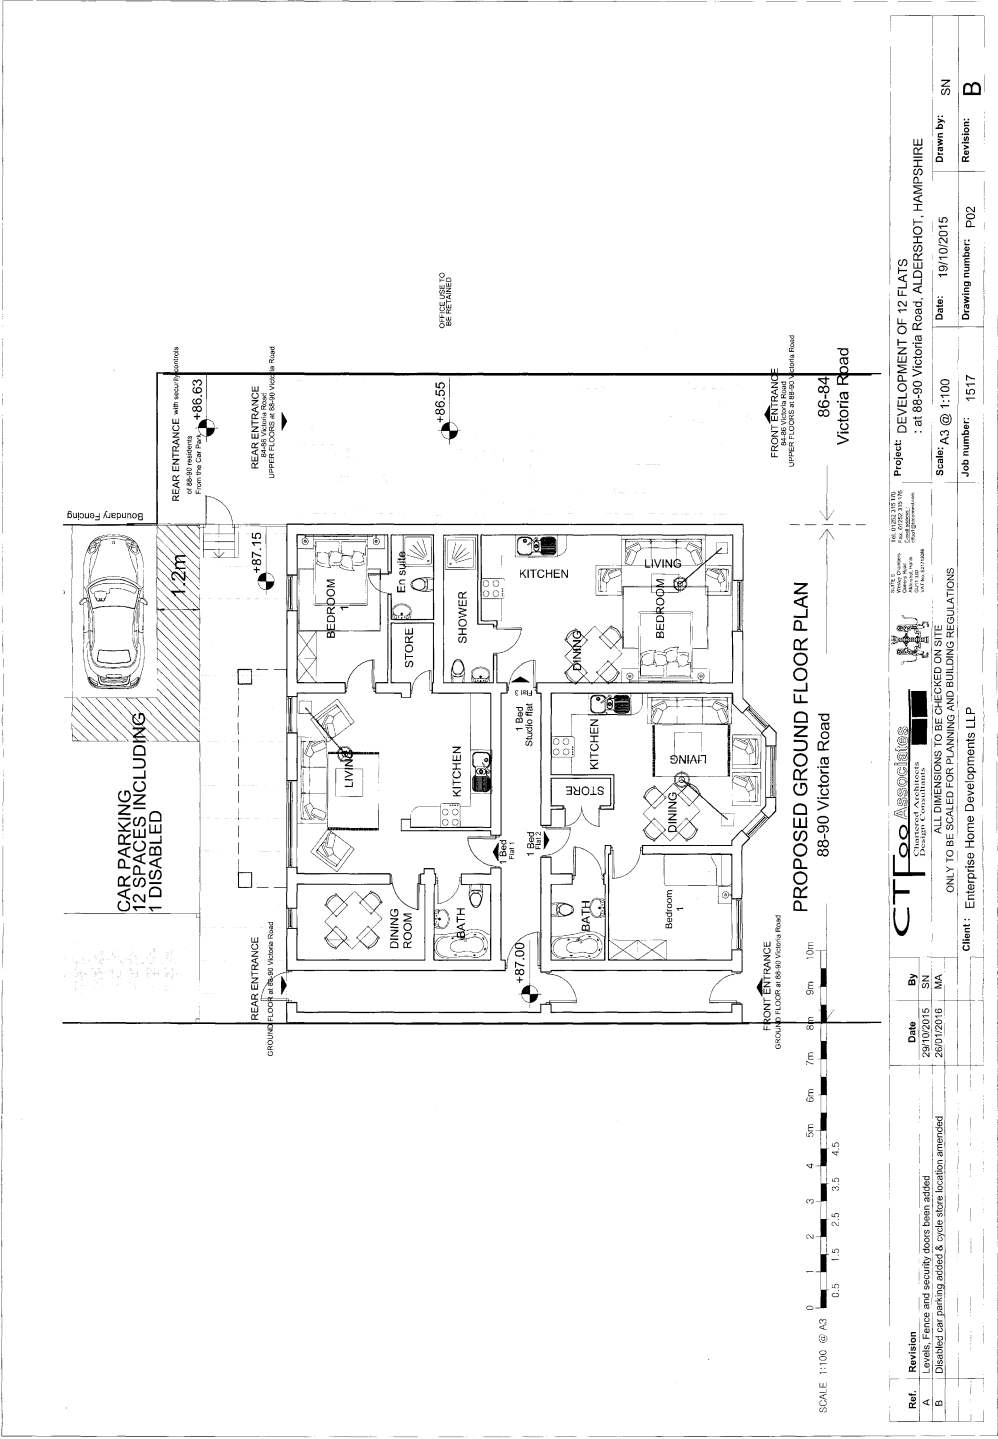 CAR PARKING
12 SPACES INCLUDING
1 DISABLED
1.2m
Boundary Fencing
REAR ENTRANCE with security controls
of 88-90 residents
From the Car Park
+86.63
+87.15
REAR ENTRANCE
84-86 Victoria Road
UPPER FLOORS at 88-90 Victoria Road
REAR ENTRANCE
GROUND FLOOR at 88-90 Victoria Road
OFFICE USE TO
BE RETAINED
+86.55
DINING
ROOM
LIVING
BEDROOM
1
En suite
STORE
BATH
KITCHEN
SHOWER
KITCHEN
+87.00
1 Bed
Flat 1
1 Bed
Flat 2
1 Bed
Studio flat
Flat 3
BATH
STORE
KITCHEN
DINING
LIVING
Bedroom
1
DINING
LIVING
BEDROOM
FRONT ENTRANCE
GROUND FLOOR at 88-90 Victoria Road
FRONT ENTRANCE
84-86 Victoria Road
UPPER FLOORS at 88-90 Victoria Road
PROPOSED GROUND FLOOR PLAN
88-90 Victoria Road
86-84
Victoria Road
SCALE 1:100 @ A3
0 1 2 3 4 5m 6m 7m 8m 9m 10m
0.5 1.5 2.5 3.5 4.5
Ref. Revision Date By
A Levels, Fence and security doors been added 29/10/2015 SN
B Disabled car parking added & cycle store location amended 26/01/2016 MA
CTFoo Associates
Chartered Architects
Design Consultants
ALL DIMENSIONS TO BE CHECKED ON SITE
ONLY TO BE SCALED FOR PLANNING AND BUILDING REGULATIONS
Client : Enterprise Home Developments LLP
Project: DEVELOPMENT OF 12 FLATS
: at 88-90 Victoria Road, ALDERSHOT, HAMPSHIRE
Scale: A3 @ 1:100
Date: 19/10/2015
Drawn by: SN
Job number: 1517
Drawing number: P02
Revision: B